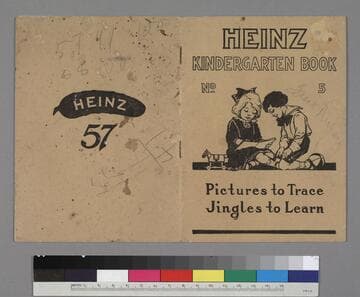 HEINZ
57
HEINZ
KINDERGARTEN BOOK
No 5
Pictures to Trace
Jingles to Learn